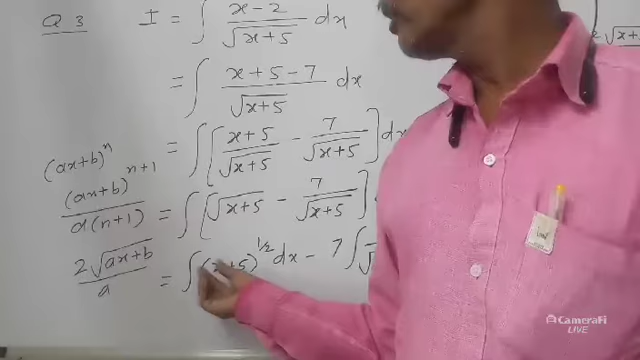 Q 3 I = ∫ (x-2)/√(x+5) dx
= ∫ (x+5-7)/√(x+5) dx
= ∫ [ (x+5)/√(x+5) - 7/√(x+5) ] dx
(ax+b)^n
(ax+b)^(n+1) / a(n+1)
= ∫ [ √(x+5) - 7/√(x+5) ]
2√(ax+b) / a
= ∫ (x+5)^(1/2) dx - 7 ∫
√x+
CameraFi
LIVE